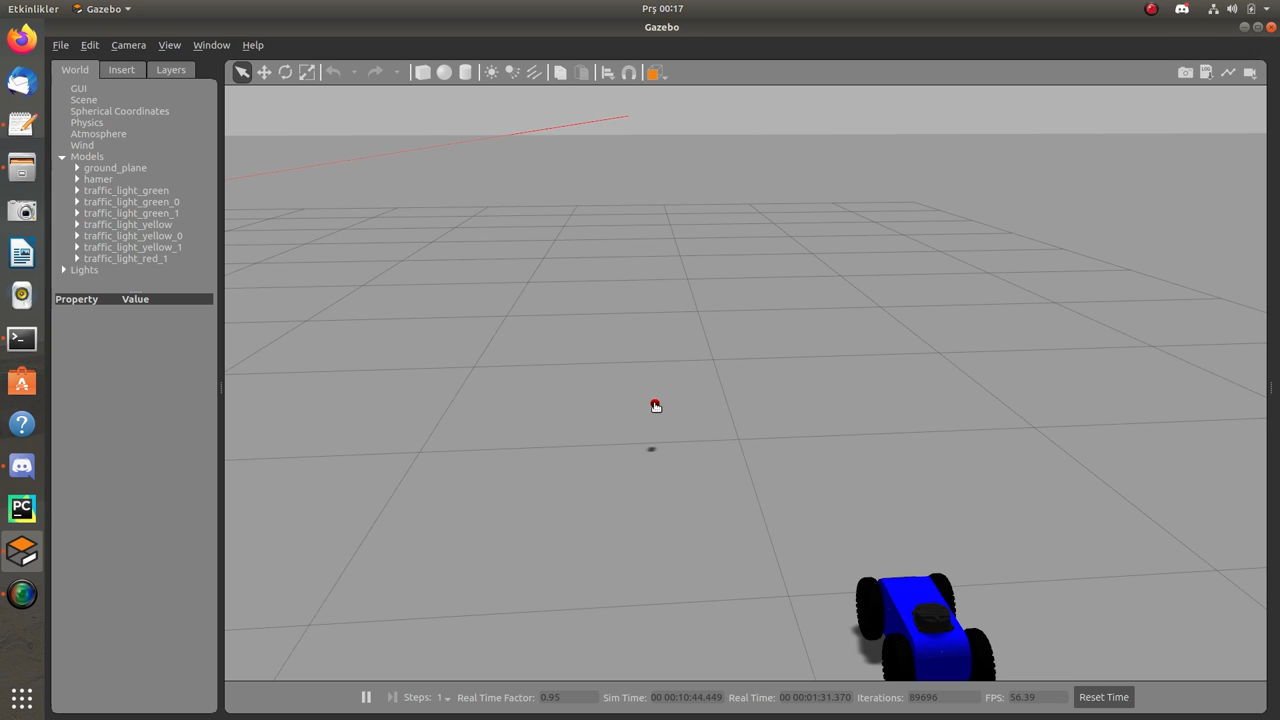 Etkinlikler
Gazebo
Prş 00:17
Gazebo
File Edit Camera View Window Help
World Insert Layers
GUI
Scene
Spherical Coordinates
Physics
Atmosphere
Wind
Models
ground_plane
hamer
traffic_light_green
traffic_light_green_0
traffic_light_green_1
traffic_light_yellow
traffic_light_yellow_0
traffic_light_yellow_1
traffic_light_red_1
Lights
Property Value
LOG
PC
Steps: 1 Real Time Factor: 0.95 Sim Time: 00 00:10:44.449 Real Time: 00 00:01:31.370 Iterations: 89696 FPS: 56.39 Reset Time